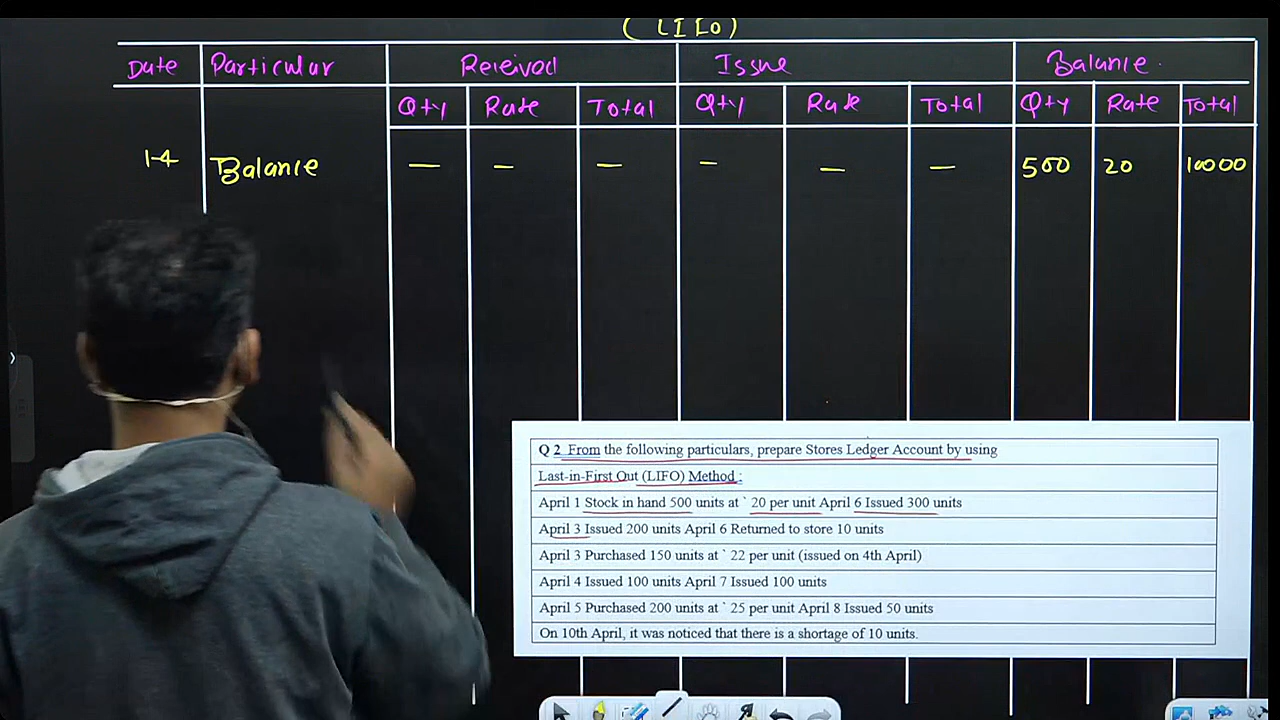 (LIFO)
Date Particular Received Issue Balance.
Qty Rate Total Qty Rate Total Qty Rate Total
1-4 Balance — — — — — — 500 20 10000
Q 2 From the following particulars, prepare Stores Ledger Account by using
Last-in-First Out (LIFO) Method :
April 1 Stock in hand 500 units at ` 20 per unit April 6 Issued 300 units
April 3 Issued 200 units April 6 Returned to store 10 units
April 3 Purchased 150 units at ` 22 per unit (issued on 4th April)
April 4 Issued 100 units April 7 Issued 100 units
April 5 Purchased 200 units at ` 25 per unit April 8 Issued 50 units
On 10th April, it was noticed that there is a shortage of 10 units.